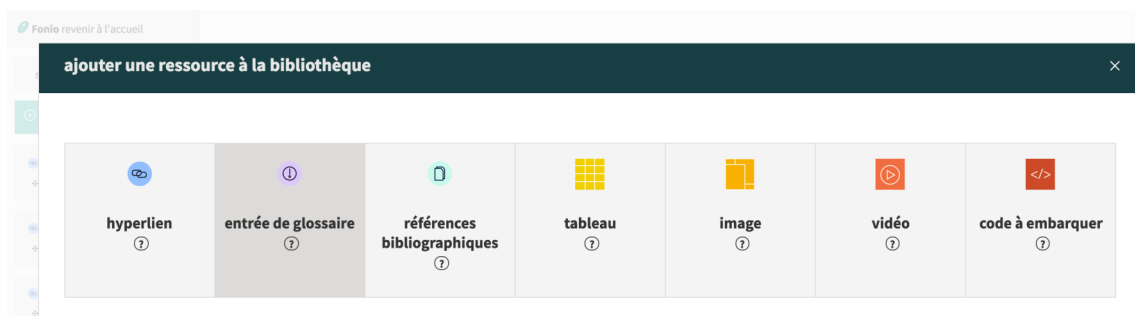 Fonio revenir à l'accueil
ajouter une ressource à la bibliothèque
hyperlien
?
entrée de glossaire
?
références
bibliographiques
?
tableau
?
image
?
vidéo
?
</>
code à embarquer
?